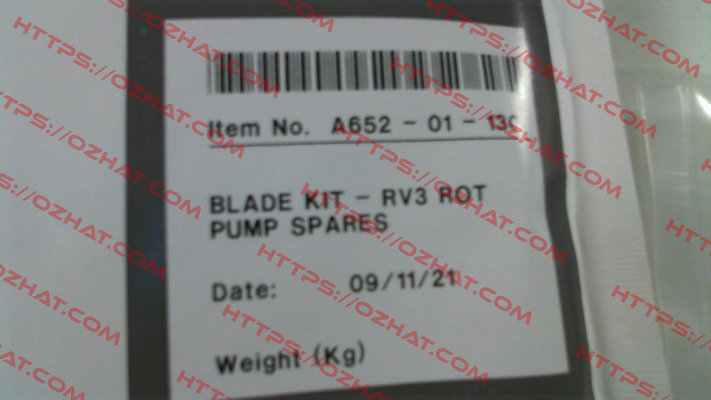 Item No. A652 - 01 - 130
BLADE KIT - RV3 ROT
PUMP SPARES
Date: 09/11/21
Weight (Kg)
HTTPS://OZHAT.COM